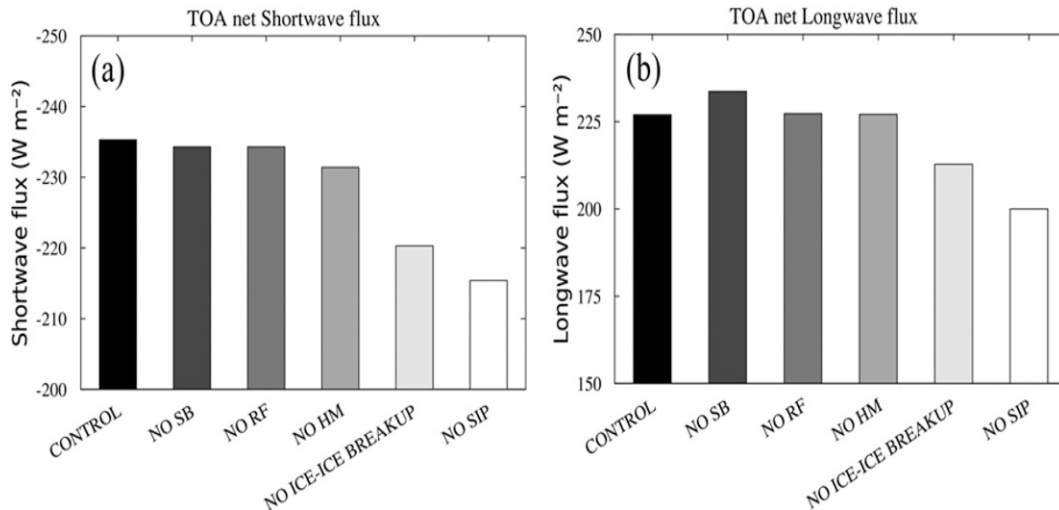 TOA net Shortwave flux
(a)
Shortwave flux (W m⁻²)
-250
-240
-230
-220
-210
-200
CONTROL
NO SB
NO RF
NO HM
NO ICE-ICE BREAKUP
NO SIP
TOA net Longwave flux
(b)
Longwave flux (W m⁻²)
250
225
200
175
150
CONTROL
NO SB
NO RF
NO HM
NO ICE-ICE BREAKUP
NO SIP